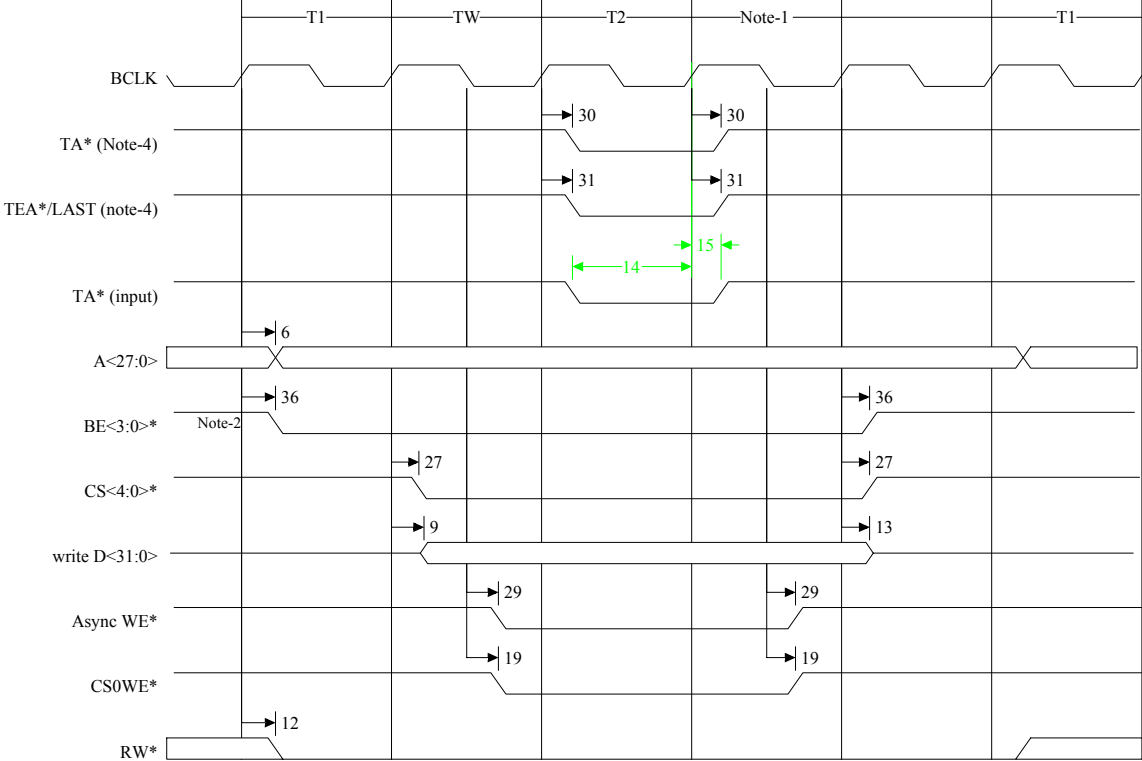 T1 TW T2 Note-1 T1
BCLK
30 30
TA* (Note-4)
31 31
TEA*/LAST (note-4)
15
14
TA* (input)
6
A<27:0>
36 36
BE<3:0>* Note-2
27 27
CS<4:0>*
9 13
write D<31:0>
29 29
Async WE*
19 19
CS0WE*
12
RW*